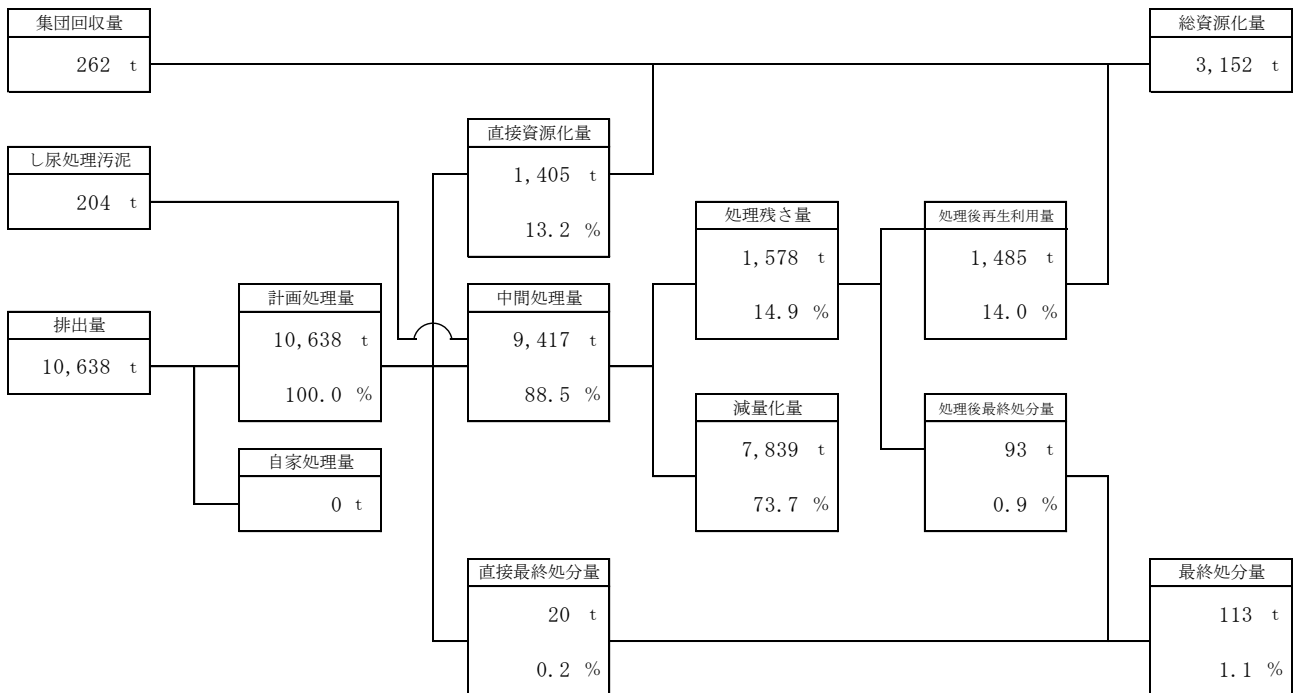 集団回収量
262 t
総資源化量
3,152 t
直接資源化量
1,405 t
13.2 %
し尿処理汚泥
204 t
処理残さ量
1,578 t
14.9 %
処理後再生利用量
1,485 t
14.0 %
計画処理量
10,638 t
100.0 %
中間処理量
9,417 t
88.5 %
排出量
10,638 t
減量化量
7,839 t
73.7 %
処理後最終処分量
93 t
0.9 %
自家処理量
0 t
直接最終処分量
20 t
0.2 %
最終処分量
113 t
1.1 %